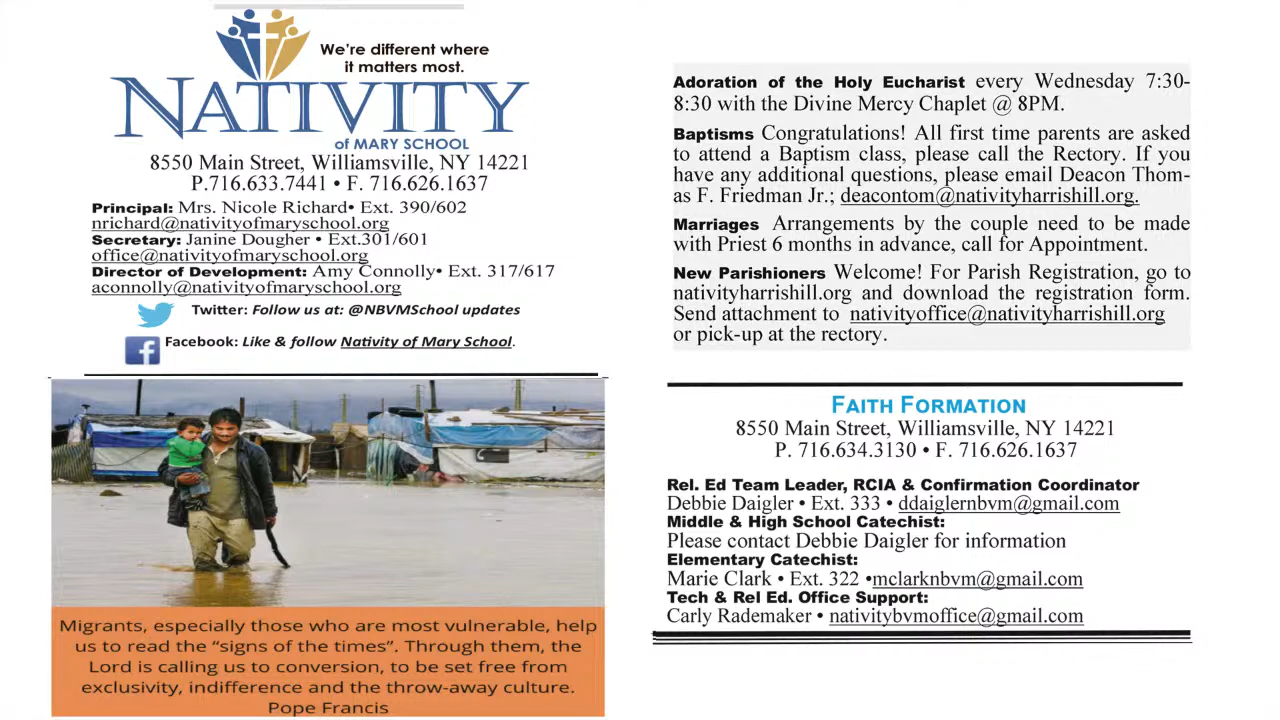 We're different where
it matters most.
NATIVITY
of MARY SCHOOL
8550 Main Street, Williamsville, NY 14221
P.716.633.7441 • F. 716.626.1637
Principal: Mrs. Nicole Richard• Ext. 390/602
nrichard@nativityofmaryschool.org
Secretary: Janine Dougher • Ext.301/601
office@nativityofmaryschool.org
Director of Development: Amy Connolly• Ext. 317/617
aconnolly@nativityofmaryschool.org
Twitter: Follow us at: @NBVMSchool updates
Facebook: Like & follow Nativity of Mary School.
Migrants, especially those who are most vulnerable, help
us to read the “signs of the times”. Through them, the
Lord is calling us to conversion, to be set free from
exclusivity, indifference and the throw-away culture.
Pope Francis
Adoration of the Holy Eucharist every Wednesday 7:30-
8:30 with the Divine Mercy Chaplet @ 8PM.
Baptisms Congratulations! All first time parents are asked
to attend a Baptism class, please call the Rectory. If you
have any additional questions, please email Deacon Thom-
as F. Friedman Jr.; deacontom@nativityharrishill.org.
Marriages Arrangements by the couple need to be made
with Priest 6 months in advance, call for Appointment.
New Parishioners Welcome! For Parish Registration, go to
nativityharrishill.org and download the registration form.
Send attachment to nativityoffice@nativityharrishill.org
or pick-up at the rectory.
FAITH FORMATION
8550 Main Street, Williamsville, NY 14221
P. 716.634.3130 • F. 716.626.1637
Rel. Ed Team Leader, RCIA & Confirmation Coordinator
Debbie Daigler • Ext. 333 • ddaiglernbvm@gmail.com
Middle & High School Catechist:
Please contact Debbie Daigler for information
Elementary Catechist:
Marie Clark • Ext. 322 •mclarknbvm@gmail.com
Tech & Rel Ed. Office Support:
Carly Rademaker • nativitybvmoffice@gmail.com